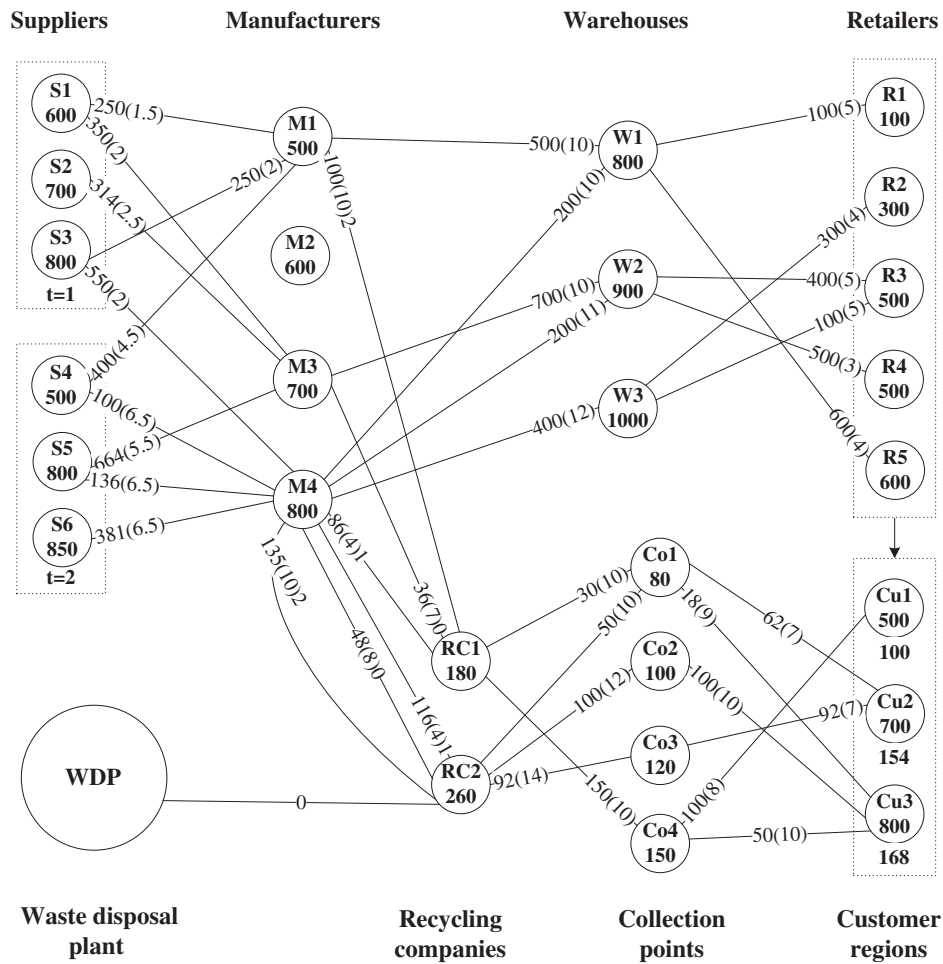 Suppliers
Manufacturers
Warehouses
Retailers
S1
600
S2
700
S3
800
t=1
S4
500
S5
800
S6
850
t=2
250(1.5)
350(2)
314(2.5)
250(2)
550(2)
400(4.5)
100(6.5)
664(5.5)
136(6.5)
381(6.5)
M1
500
M2
600
M3
700
M4
800
500(10)
100(10)2
200(10)
700(10)
200(11)
400(12)
86(4)1
36(7)0
135(10)2
48(8)0
116(4)1
W1
800
W2
900
W3
1000
100(5)
300(4)
400(5)
100(5)
500(3)
600(4)
R1
100
R2
300
R3
500
R4
500
R5
600
RC1
180
RC2
260
30(10)
50(10)
100(12)
92(14)
150(10)
Co1
80
Co2
100
Co3
120
Co4
150
62(7)
18(9)
100(10)
92(7)
100(8)
50(10)
Cu1
500
100
Cu2
700
154
Cu3
800
168
WDP
0
Waste disposal
plant
Recycling
companies
Collection
points
Customer
regions